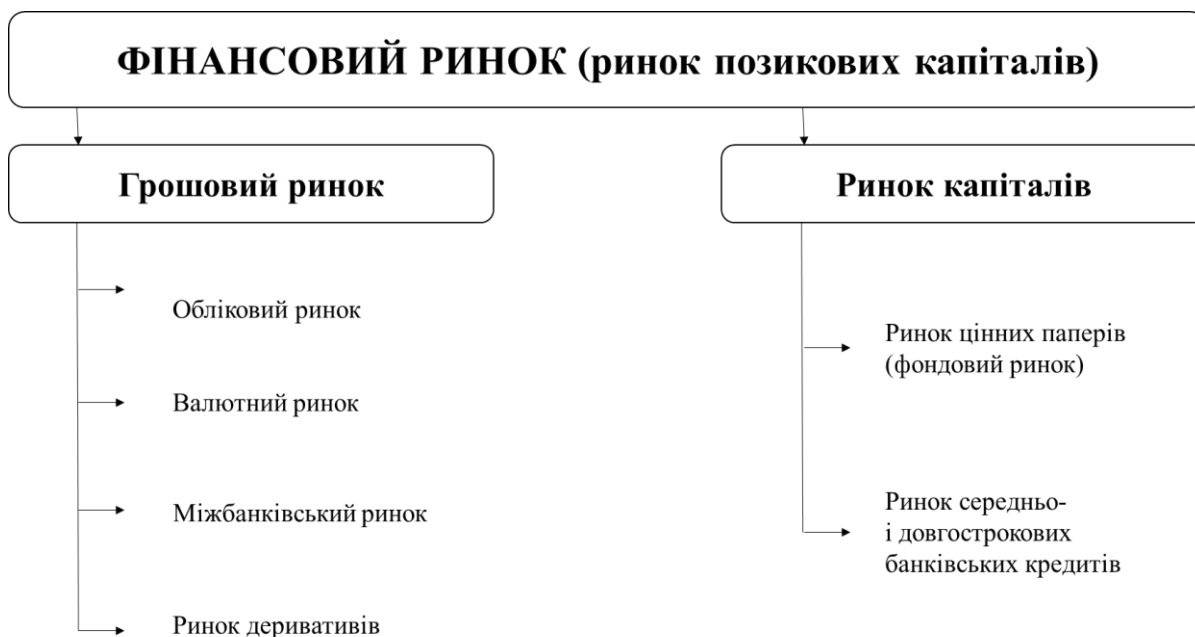 ФІНАНСОВИЙ РИНОК (ринок позикових капіталів)
Грошовий ринок
Обліковий ринок
Валютний ринок
Міжбанківський ринок
Ринок деривативів
Ринок капіталів
Ринок цінних паперів
(фондовий ринок)
Ринок середньо-
і довгострокових
банківських кредитів